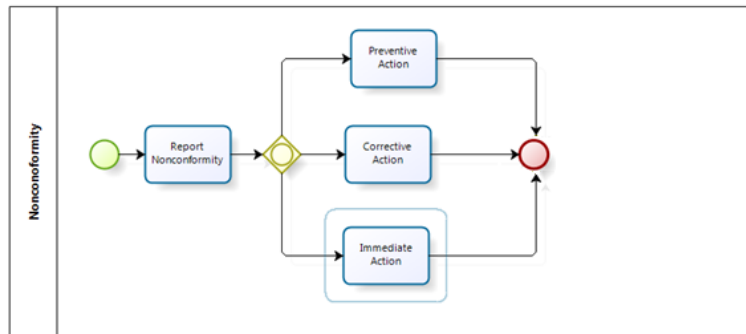 Nonconoformity
Report
Nonconformity
Preventive
Action
Corrective
Action
Immediate
Action